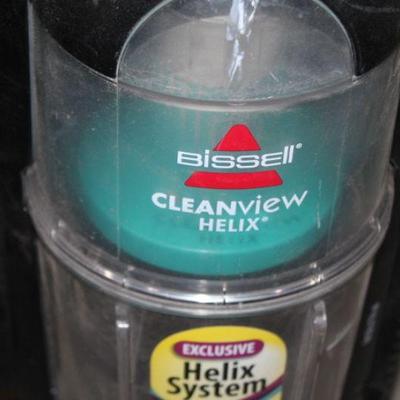 BISSELL®
CLEANview
HELIX®
EXCLUSIVE
Helix
System